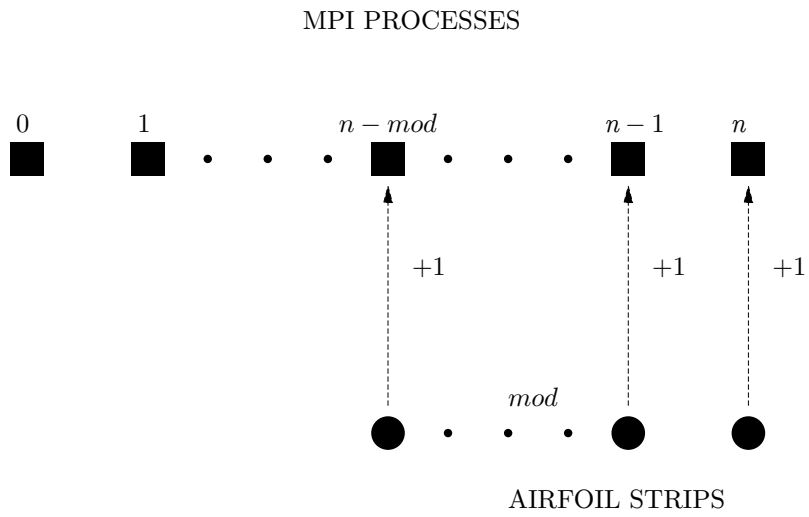 MPI PROCESSES
0 1 n − mod n − 1 n
+1 +1 +1
mod
AIRFOIL STRIPS